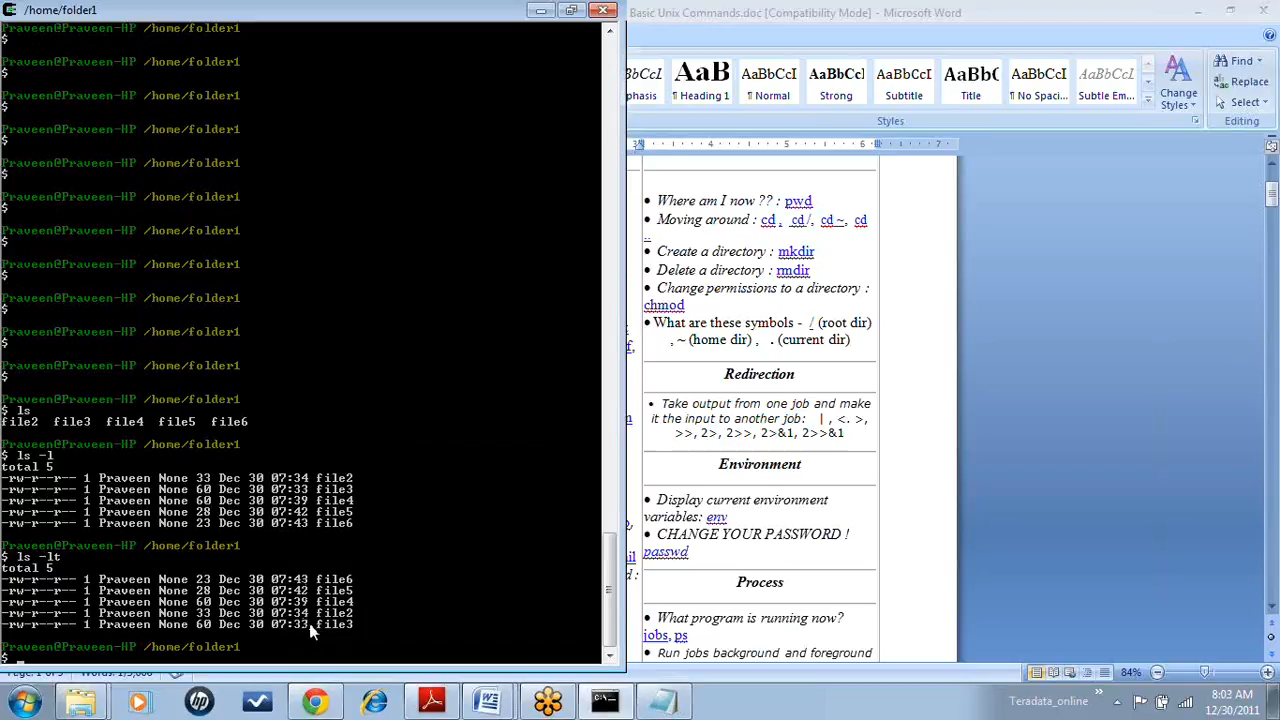 /home/folder1
Praveen@Praveen-HP /home/folder1
$
Praveen@Praveen-HP /home/folder1
$
Praveen@Praveen-HP /home/folder1
$
Praveen@Praveen-HP /home/folder1
$
Praveen@Praveen-HP /home/folder1
$
Praveen@Praveen-HP /home/folder1
$
Praveen@Praveen-HP /home/folder1
$
Praveen@Praveen-HP /home/folder1
$
Praveen@Praveen-HP /home/folder1
$
Praveen@Praveen-HP /home/folder1
$
Praveen@Praveen-HP /home/folder1
$
Praveen@Praveen-HP /home/folder1
$ ls
file2 file3 file4 file5 file6
Praveen@Praveen-HP /home/folder1
$ ls -l
total 5
-rw-r--r-- 1 Praveen None 33 Dec 30 07:34 file2
-rw-r--r-- 1 Praveen None 60 Dec 30 07:33 file3
-rw-r--r-- 1 Praveen None 60 Dec 30 07:39 file4
-rw-r--r-- 1 Praveen None 28 Dec 30 07:42 file5
-rw-r--r-- 1 Praveen None 23 Dec 30 07:43 file6
Praveen@Praveen-HP /home/folder1
$ ls -lt
total 5
-rw-r--r-- 1 Praveen None 23 Dec 30 07:43 file6
-rw-r--r-- 1 Praveen None 28 Dec 30 07:42 file5
-rw-r--r-- 1 Praveen None 60 Dec 30 07:39 file4
-rw-r--r-- 1 Praveen None 33 Dec 30 07:34 file2
-rw-r--r-- 1 Praveen None 60 Dec 30 07:33 file3
Praveen@Praveen-HP /home/folder1
$
Basic Unix Commands.doc [Compatibility Mode] - Microsoft Word
AaBbCcI AaB AaBbCcI AaBbCcI AaBbCcI AaBbC AaBbCcI AaBbCcI
¶ Heading 1 ¶ Normal Strong Subtitle Title ¶ No Spaci... Subtle Em...
Change Styles
Find
Select
Styles
Editing
4 5 6 7
• Where am I now ?? : pwd
• Moving around : cd , cd /, cd ~, cd
..
• Create a directory : mkdir
• Delete a directory : rmdir
• Change permissions to a directory :
chmod
• What are these symbols - / (root dir)
, ~ (home dir) , . (current dir)
Redirection
• Take output from one job and make
it the input to another job: | , <. >,
>>, 2>, 2>>, 2>&1, 2>>&1
Environment
• Display current environment
variables: env
• CHANGE YOUR PASSWORD !
passwd
Process
• What program is running now?
jobs, ps
• Run jobs background and foreground
84%
Teradata_online
8:03 AM
12/30/2011